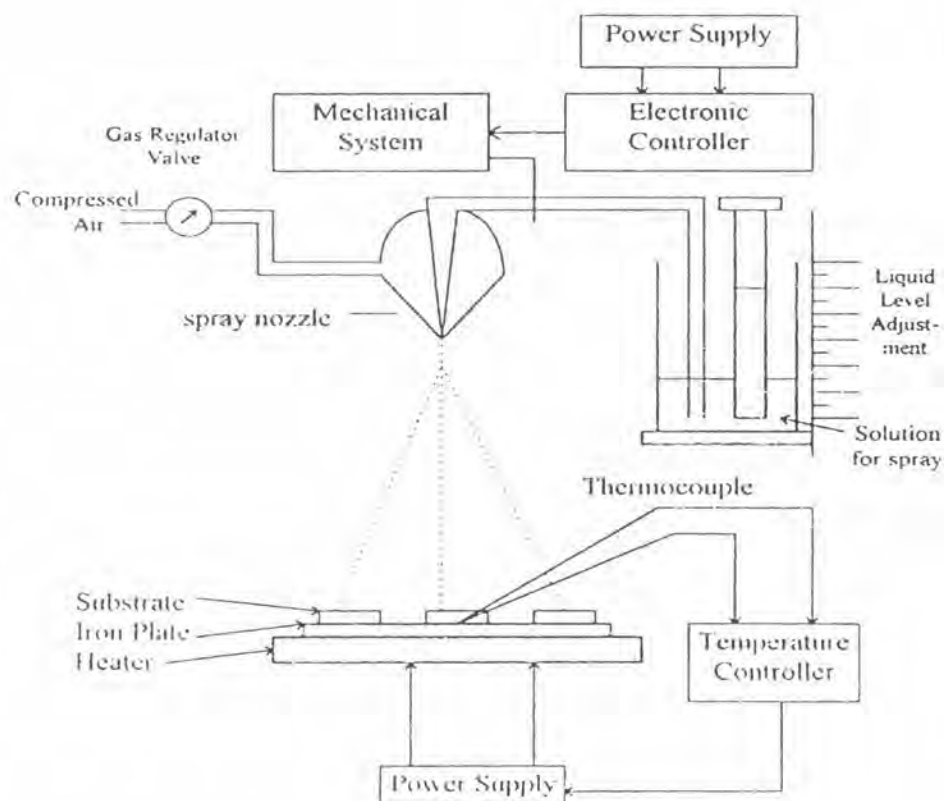 Power Supply
Mechanical
System
Electronic
Controller
Gas Regulator
Valve
Compressed
Air
spray nozzle
Liquid
Level
Adjust-
ment
Solution
for spray
Thermocouple
Substrate
Iron Plate
Heater
Temperature
Controller
Power Supply